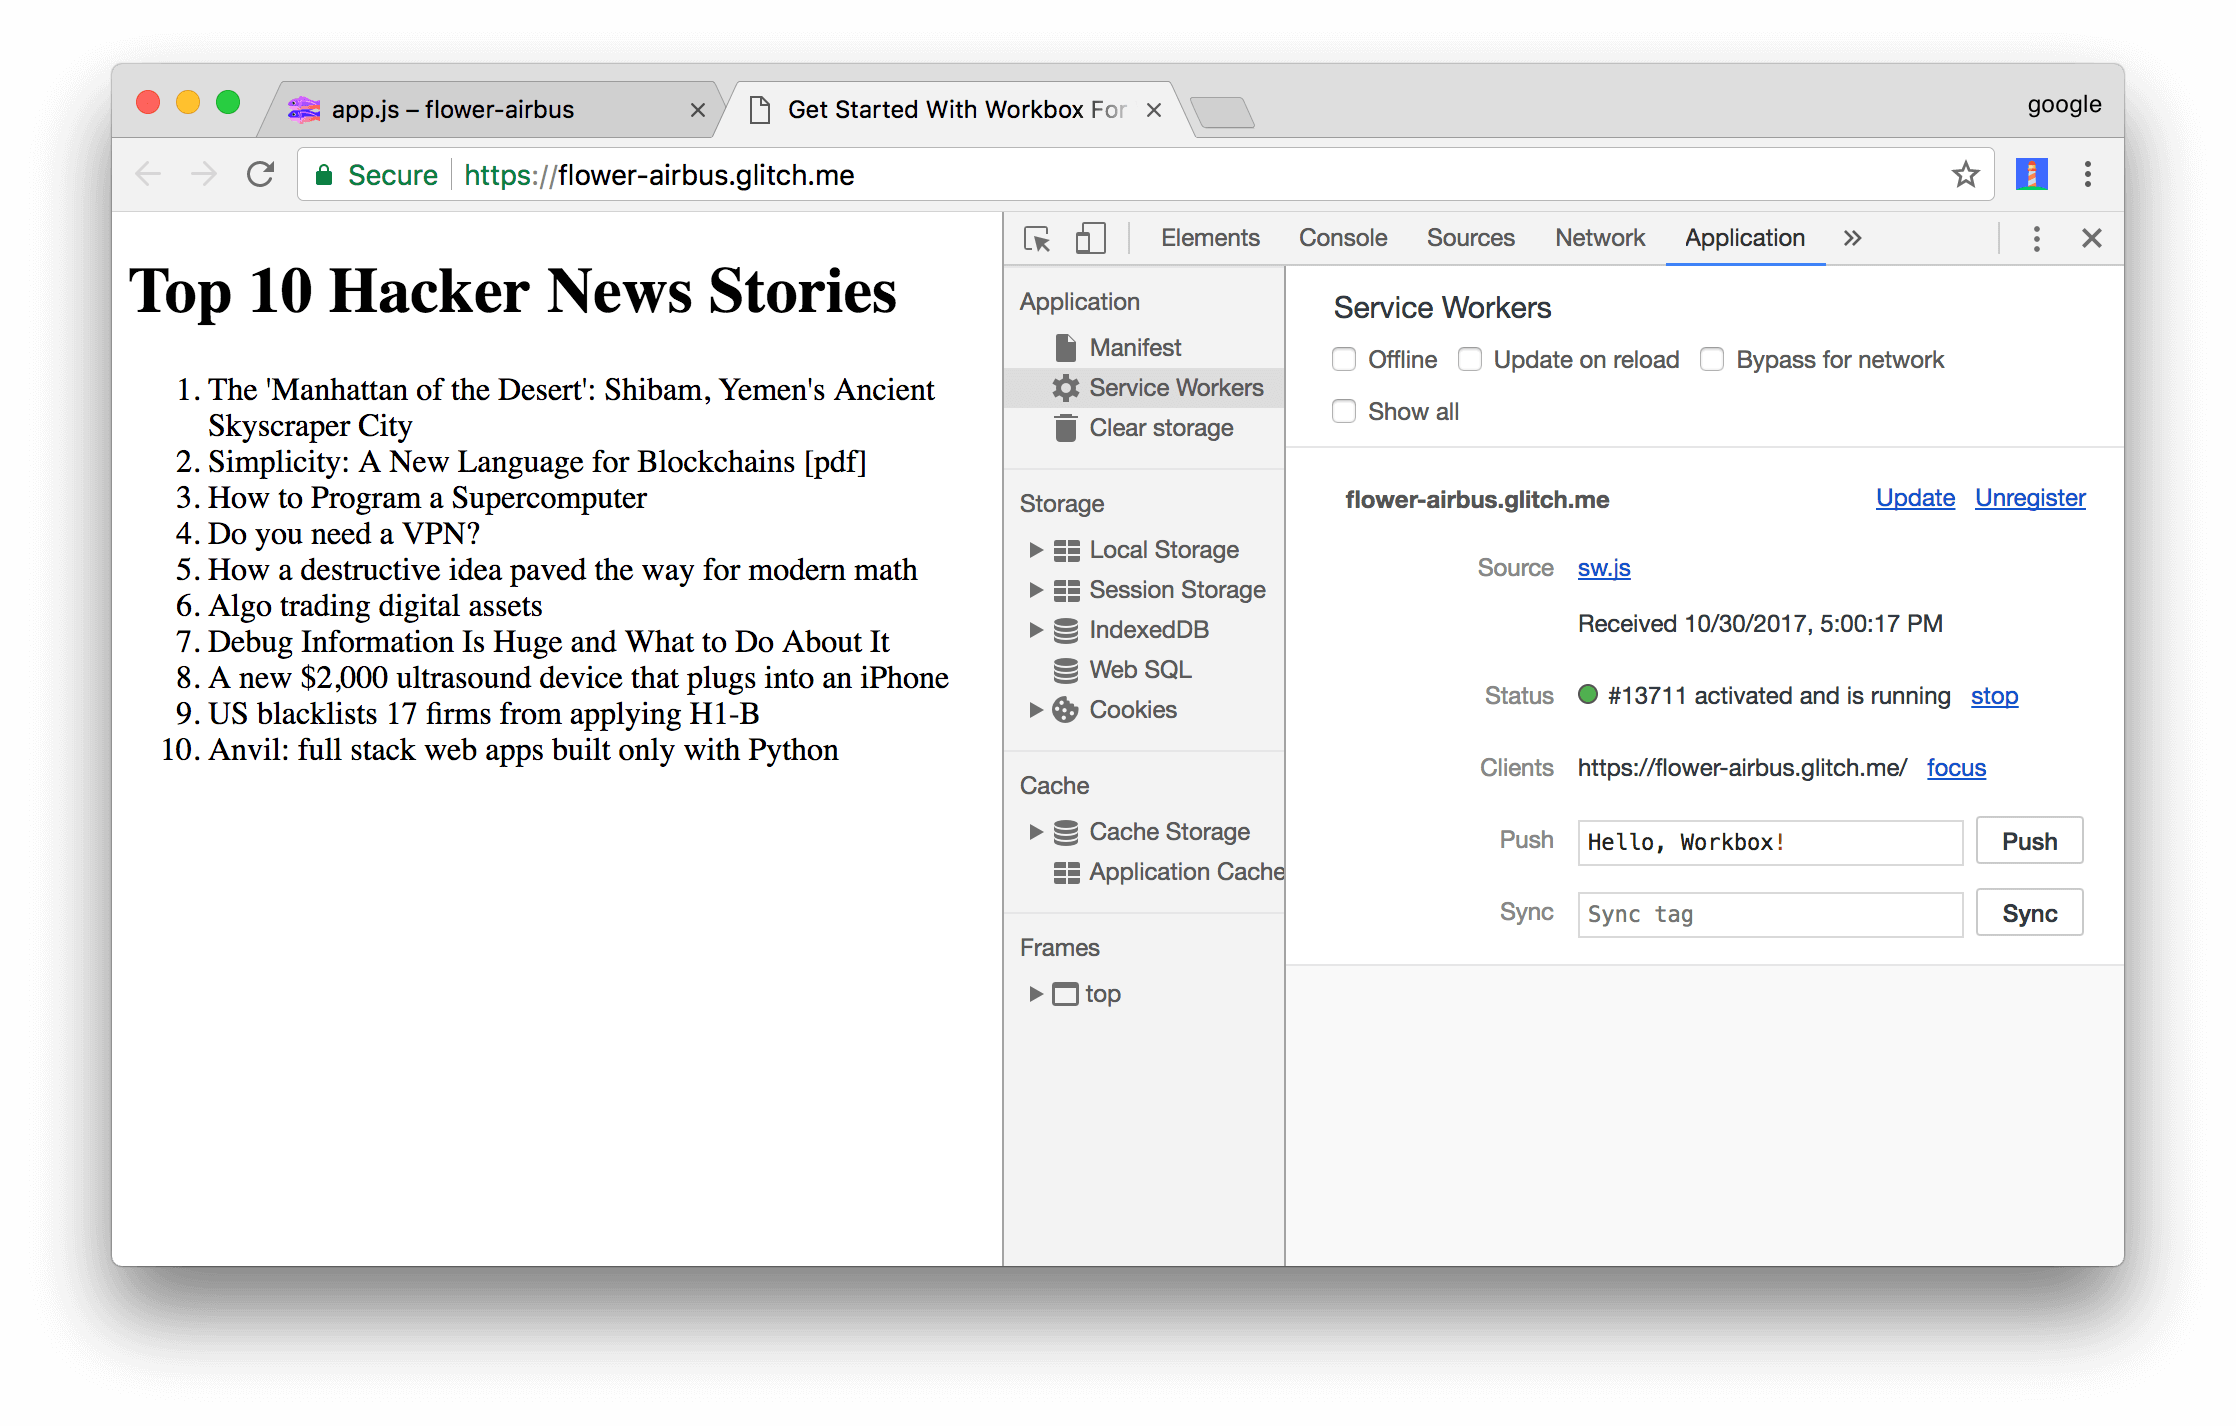 app.js – flower-airbus
Get Started With Workbox For
google
Secure
https://flower-airbus.glitch.me
Top 10 Hacker News Stories
1. The 'Manhattan of the Desert': Shibam, Yemen's Ancient
Skyscraper City
2. Simplicity: A New Language for Blockchains [pdf]
3. How to Program a Supercomputer
4. Do you need a VPN?
5. How a destructive idea paved the way for modern math
6. Algo trading digital assets
7. Debug Information Is Huge and What to Do About It
8. A new $2,000 ultrasound device that plugs into an iPhone
9. US blacklists 17 firms from applying H1-B
10. Anvil: full stack web apps built only with Python
Elements Console Sources Network Application
Application
Manifest
Service Workers
Clear storage
Storage
Local Storage
Session Storage
IndexedDB
Web SQL
Cookies
Cache
Cache Storage
Application Cache
Frames
top
Service Workers
Offline Update on reload Bypass for network
Show all
flower-airbus.glitch.me Update Unregister
Source sw.js
Received 10/30/2017, 5:00:17 PM
Status #13711 activated and is running stop
Clients https://flower-airbus.glitch.me/ focus
Push Hello, Workbox! Push
Sync Sync tag Sync